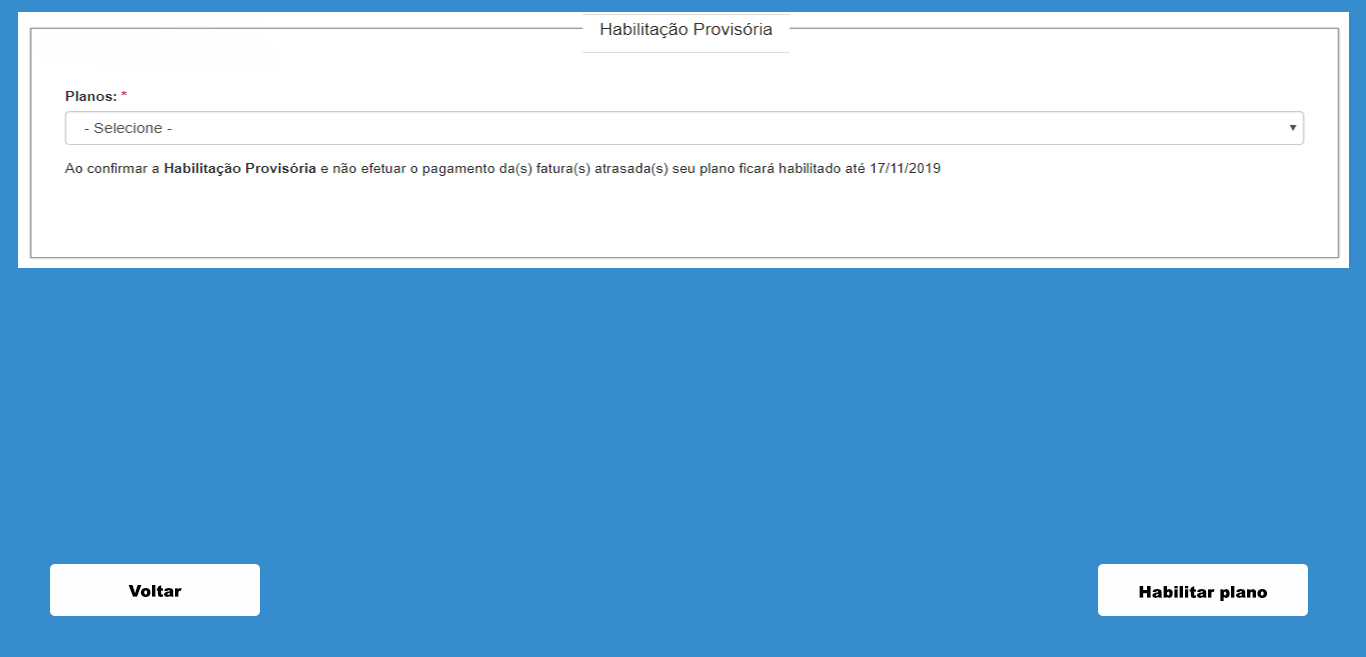 Habilitação Provisória
Planos: *
- Selecione -
Ao confirmar a Habilitação Provisória e não efetuar o pagamento da(s) fatura(s) atrasada(s) seu plano ficará habilitado até 17/11/2019
Voltar
Habilitar plano